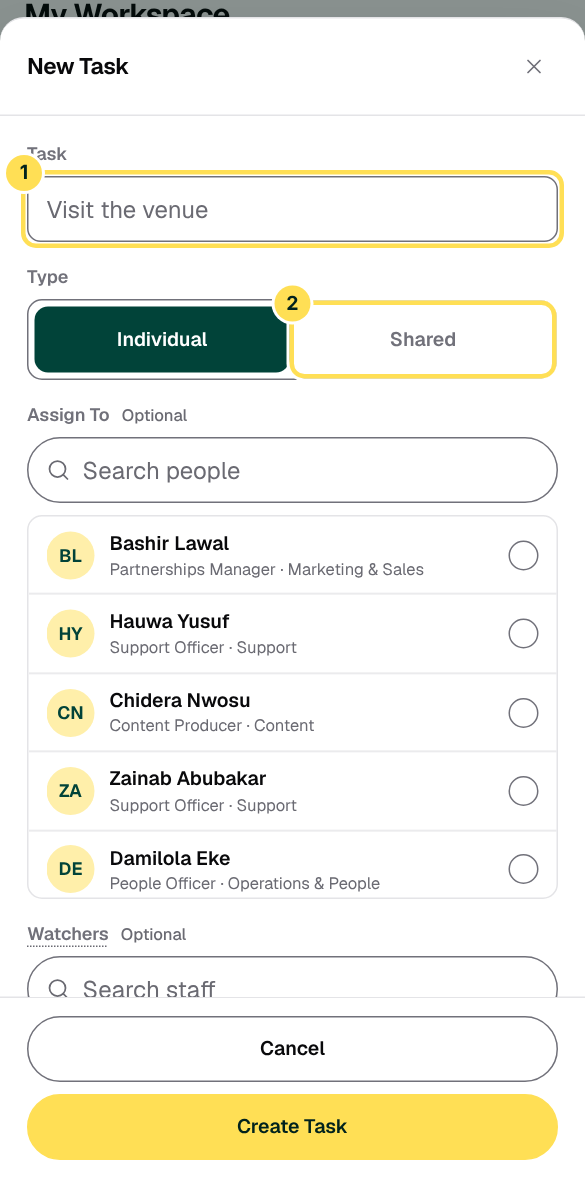 My Workspace
New Task
Task
1
Visit the venue
Type
2
Individual Shared
Assign To Optional
Search people
BL
Bashir Lawal
Partnerships Manager · Marketing & Sales
HY
Hauwa Yusuf
Support Officer · Support
CN
Chidera Nwosu
Content Producer · Content
ZA
Zainab Abubakar
Support Officer · Support
DE
Damilola Eke
People Officer · Operations & People
Watchers Optional
Search staff
Cancel
Create Task